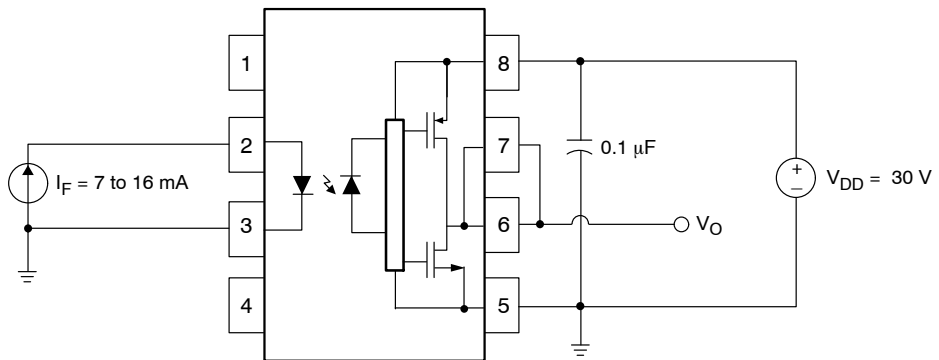 1
8
2
7
0.1 μF
+
–
I_F = 7 to 16 mA
V_DD = 30 V
3
6
V_O
4
5